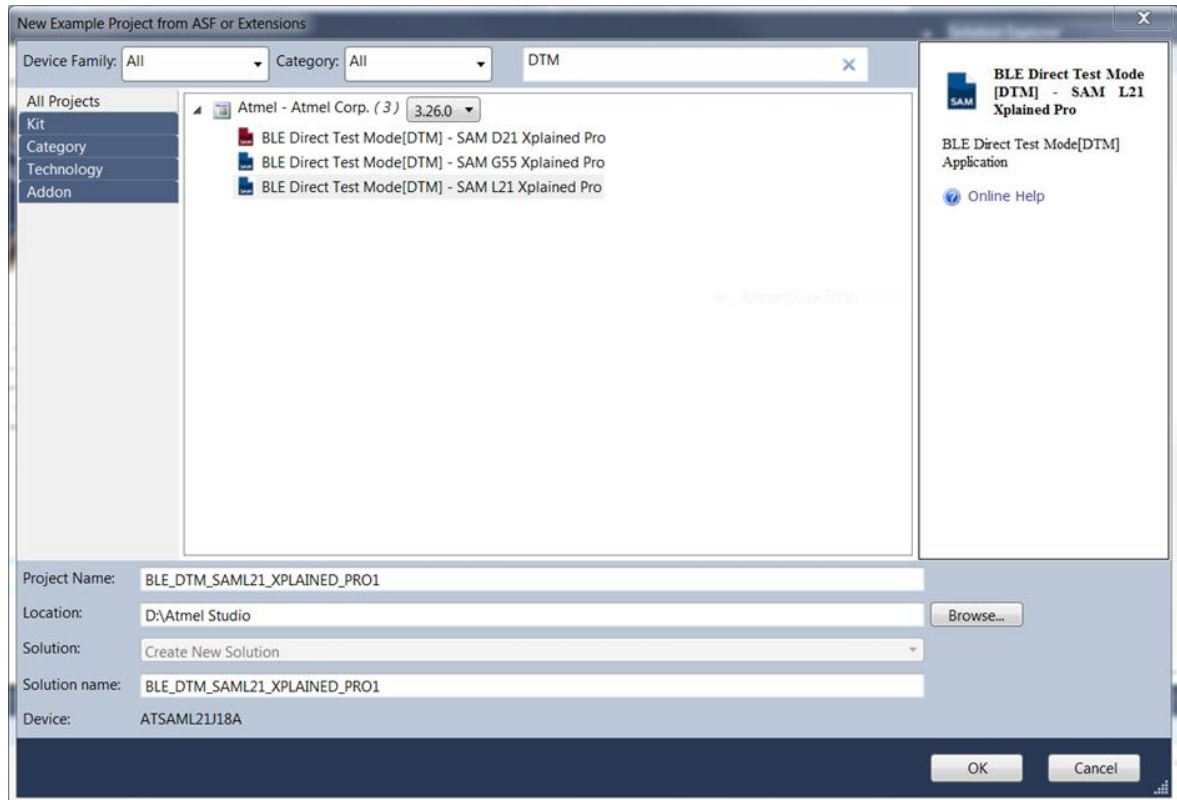 New Example Project from ASF or Extensions
X
Device Family: All Category: All DTM
All Projects
Kit
Category
Technology
Addon
Atmel - Atmel Corp. (3) 3.26.0
BLE Direct Test Mode[DTM] - SAM D21 Xplained Pro
BLE Direct Test Mode[DTM] - SAM G55 Xplained Pro
BLE Direct Test Mode[DTM] - SAM L21 Xplained Pro
SAM
BLE Direct Test Mode
[DTM] - SAM L21
Xplained Pro
BLE Direct Test Mode[DTM]
Application
Online Help
Project Name: BLE_DTM_SAML21_XPLAINED_PRO1
Location: D:\Atmel Studio Browse...
Solution: Create New Solution
Solution name: BLE_DTM_SAML21_XPLAINED_PRO1
Device: ATSAML21J18A
OK Cancel